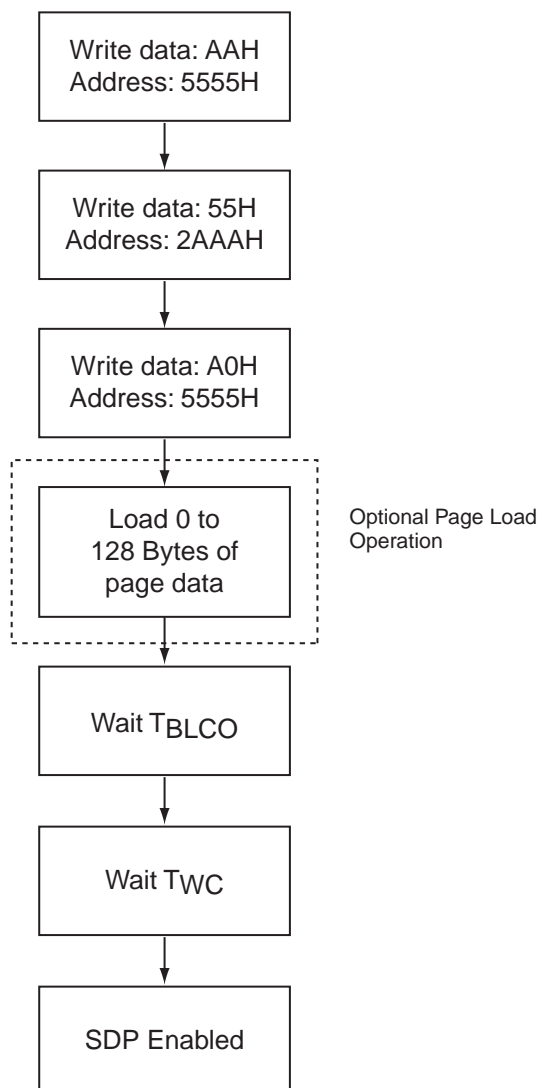 Write data: AAH
Address: 5555H
Write data: 55H
Address: 2AAAH
Write data: A0H
Address: 5555H
Load 0 to
128 Bytes of
page data
Optional Page Load
Operation
Wait TBLCO
Wait TWC
SDP Enabled